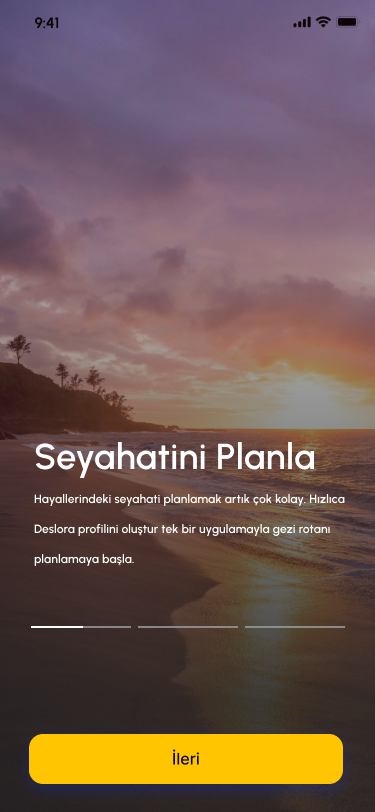 9:41
Seyahatini Planla
Hayallerindeki seyahati planlamak artık çok kolay. Hızlıca
Deslora profilini oluştur tek bir uygulamayla gezi rotanı
planlamaya başla.
İleri